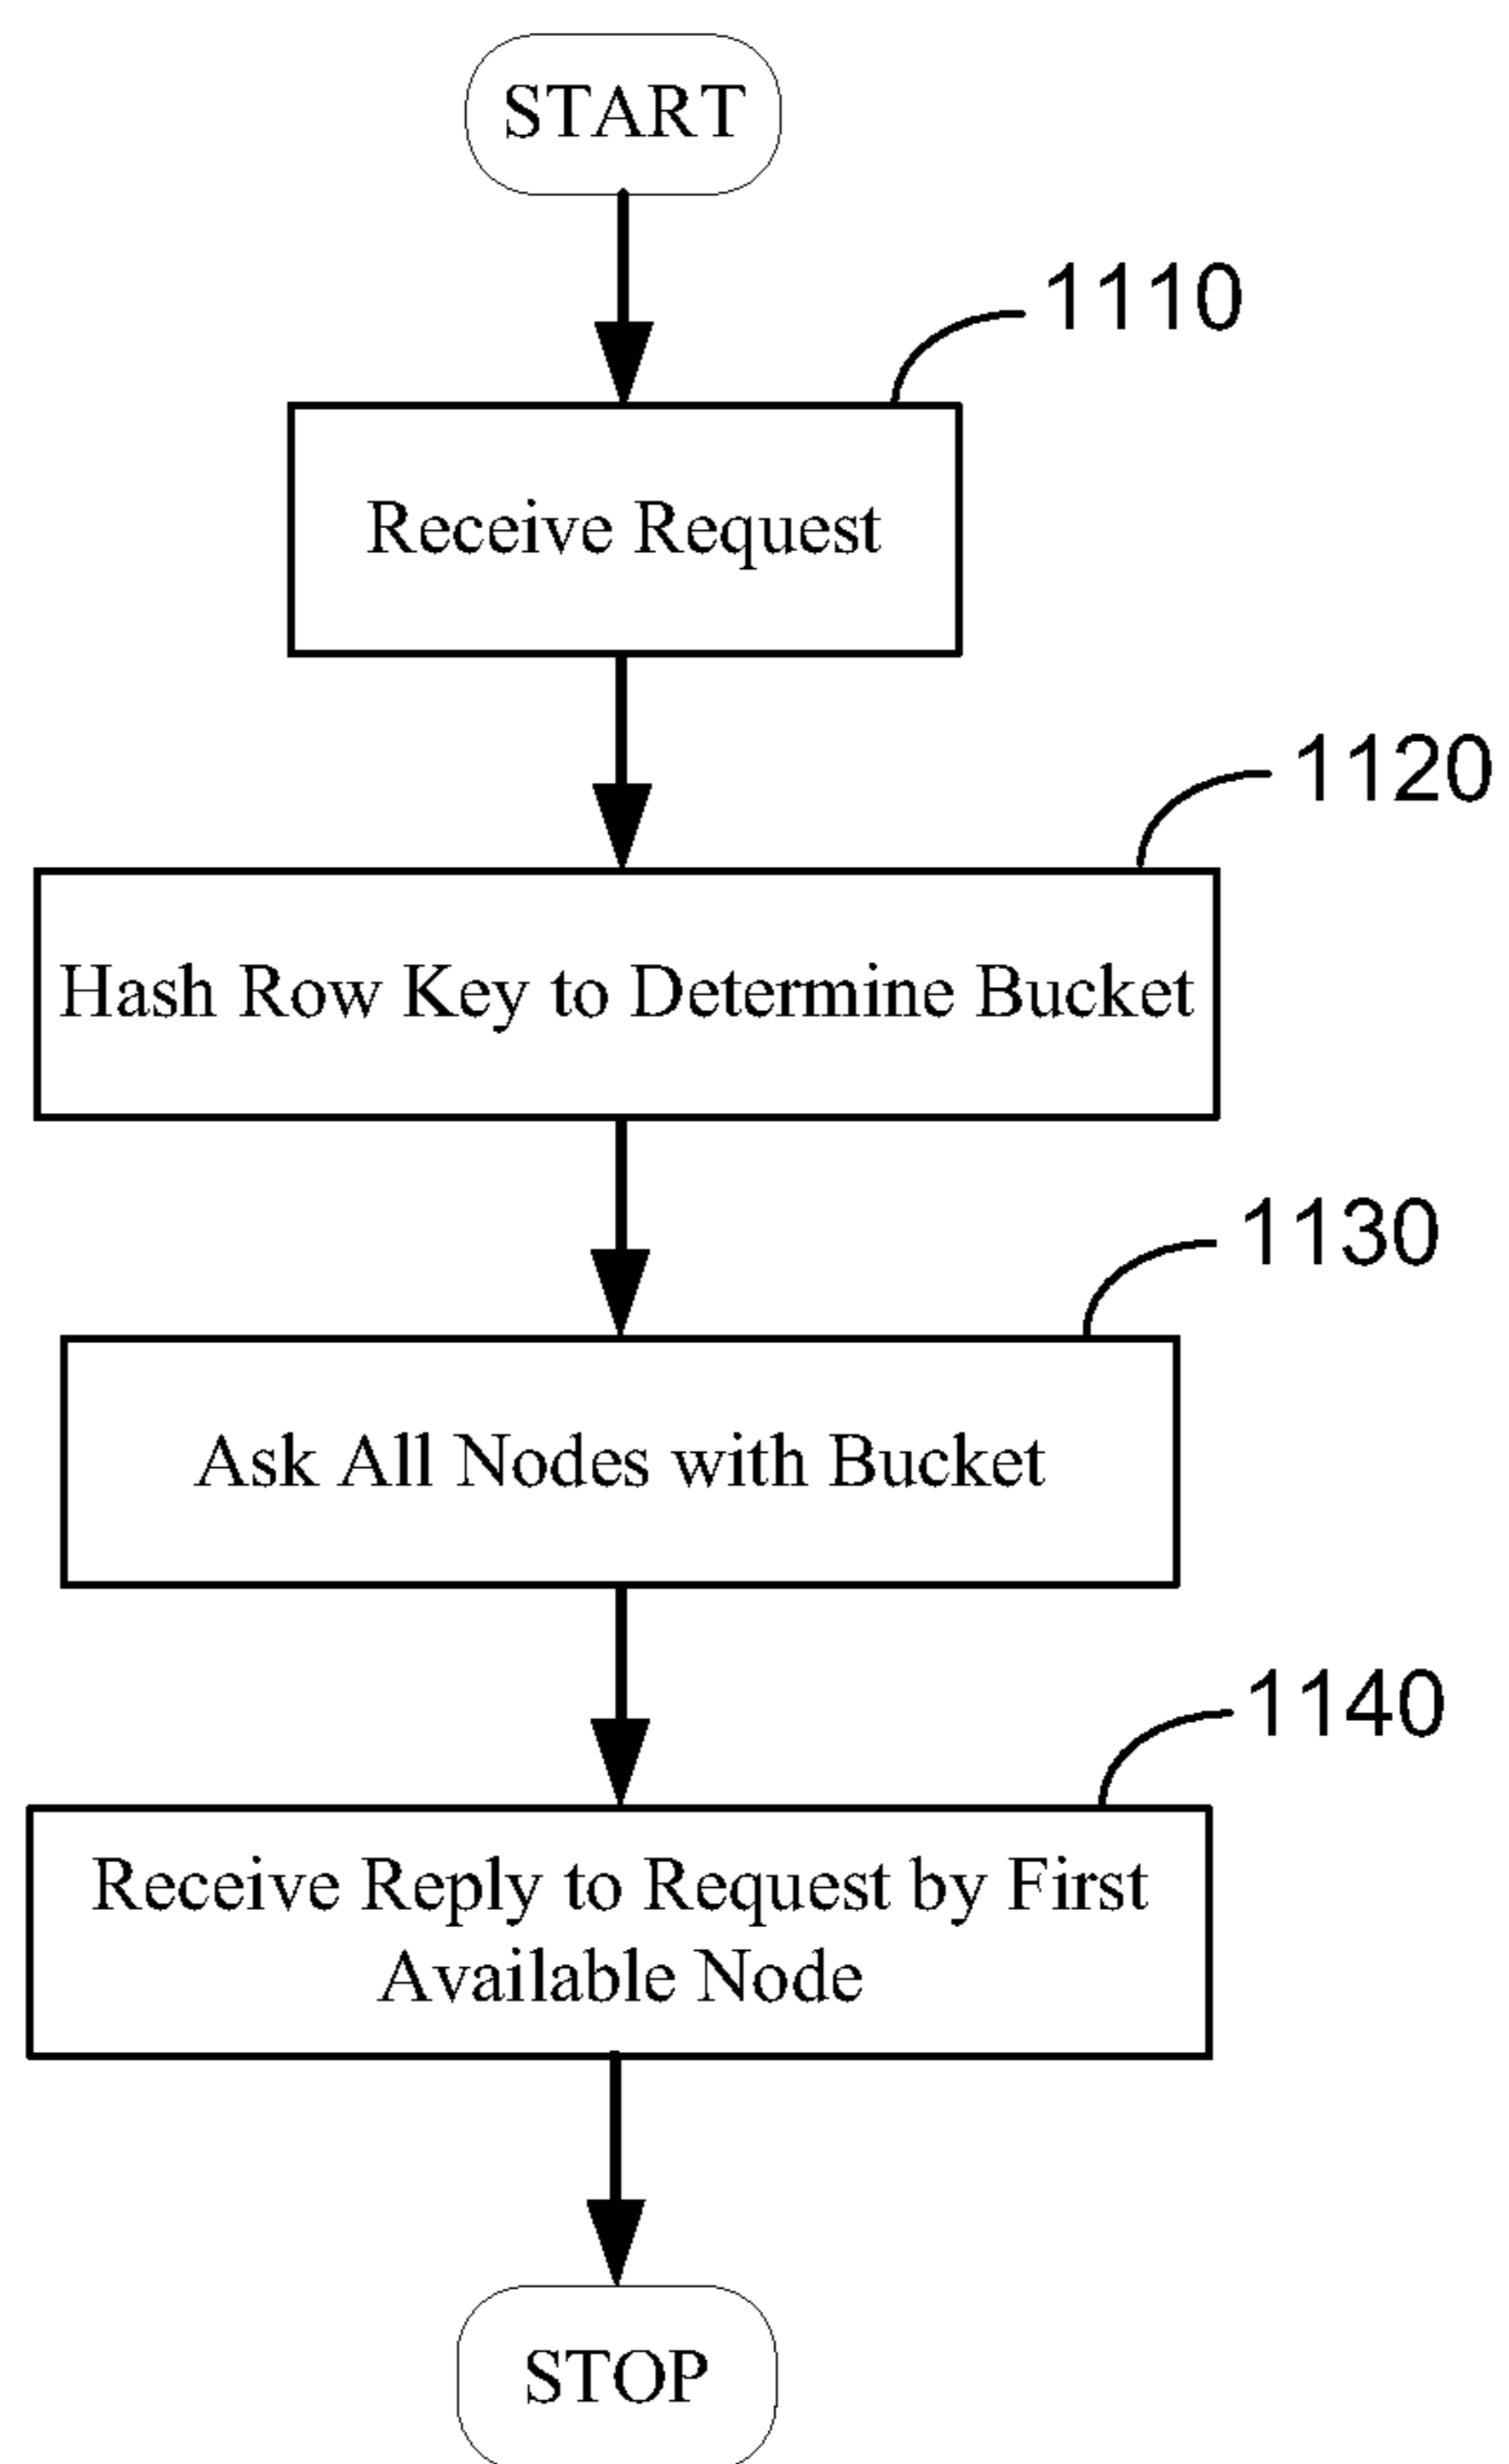 START
1110
Receive Request
1120
Hash Row Key to Determine Bucket
1130
Ask All Nodes with Bucket
1140
Receive Reply to Request by First
Available Node
STOP